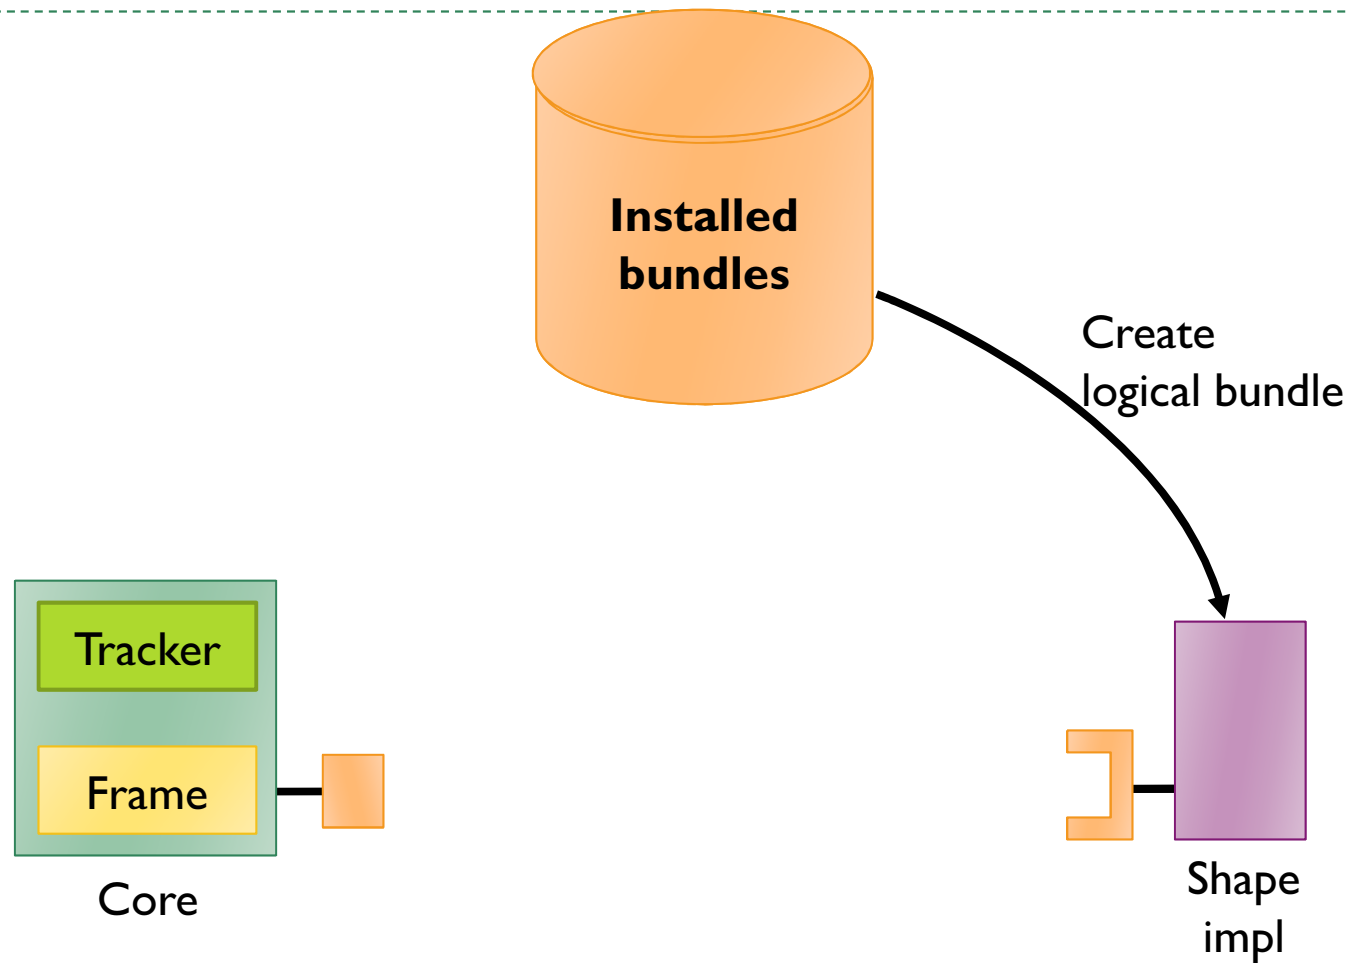 Installed
bundles
Create
logical bundle
Tracker
Frame
Core
Shape
impl